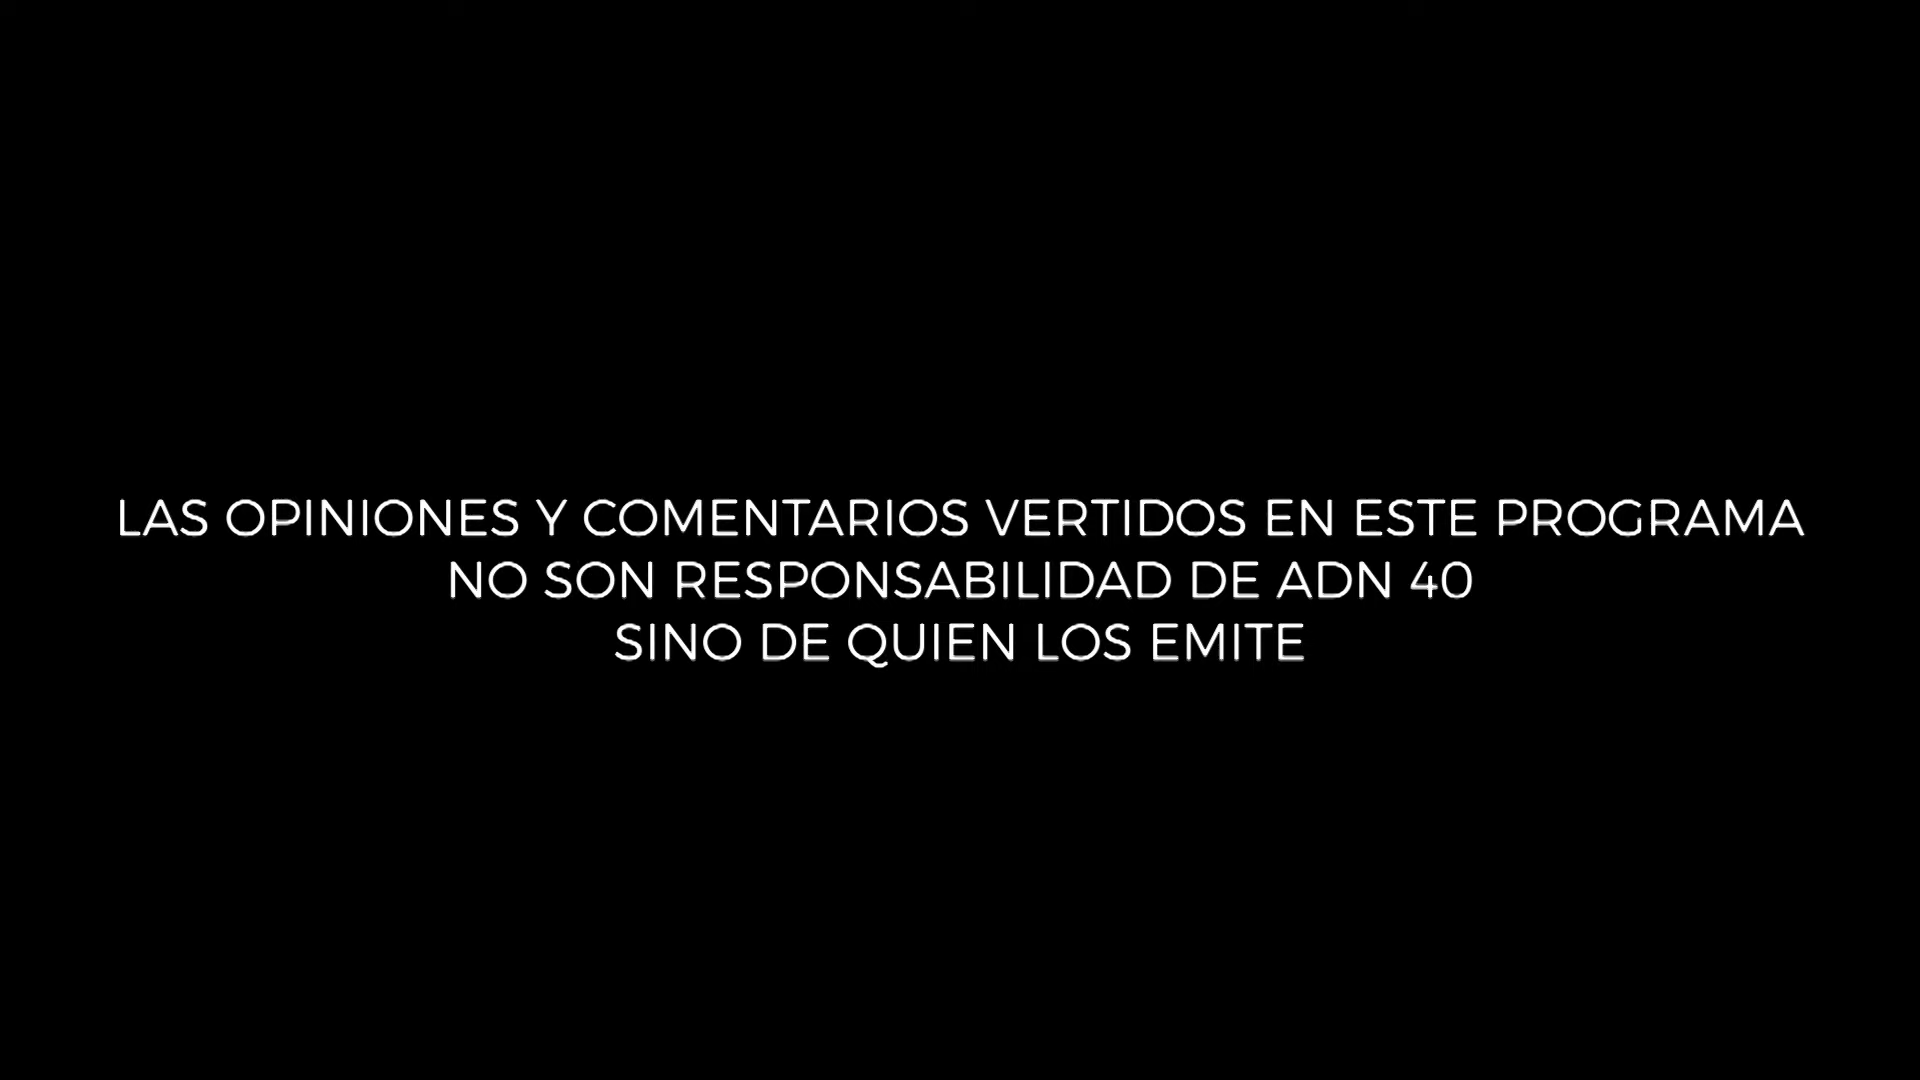 LAS OPINIONES Y COMENTARIOS VERTIDOS EN ESTE PROGRAMA
NO SON RESPONSABILIDAD DE ADN 40
SINO DE QUIEN LOS EMITE